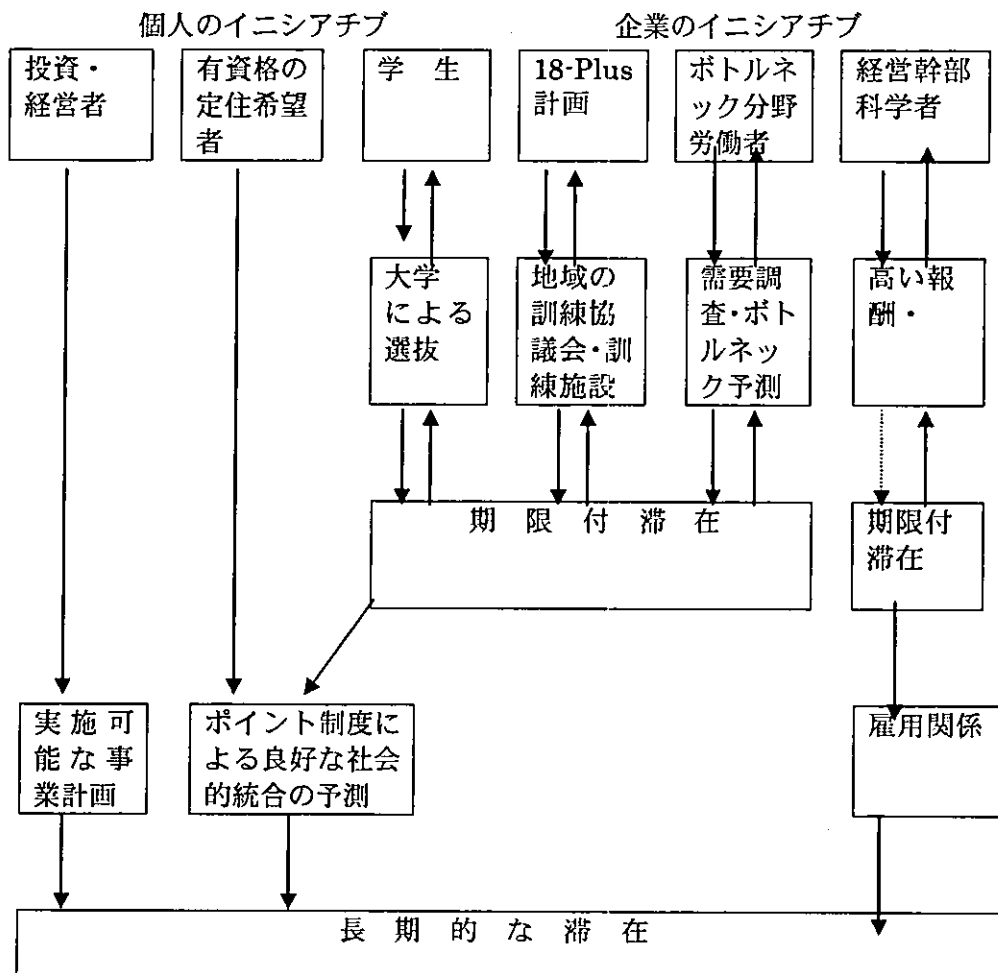 個人のイニシアチブ
企業のイニシアチブ
投資・
経営者
有資格の
定住希望
者
学 生
18-Plus
計画
ボトルネ
ック分野
労働者
経営幹部
科学者
大学
による
選抜
地域の
訓練協
議会・訓
練施設
需要調
査・ボト
ルネッ
ク予測
高い報
酬・
期 限 付 滞 在
期限付
滞在
実 施 可
能 な 事
業計画
ポイント制度に
よる良好な社会
的統合の予測
雇用関係
長 期 的 な 滞 在